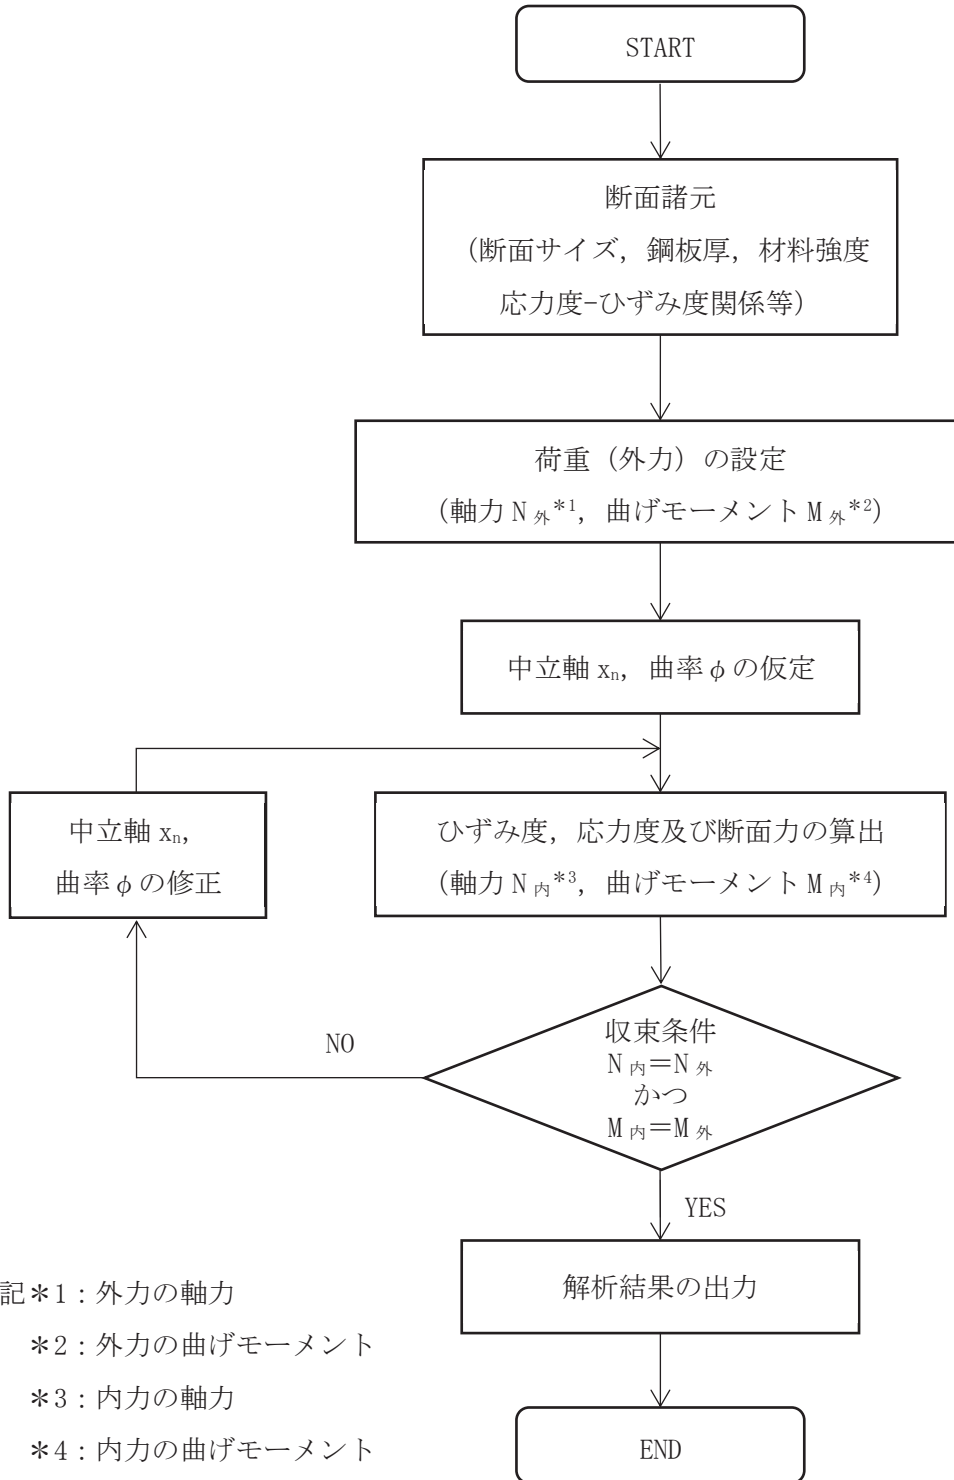 START
断面諸元
(断面サイズ, 鋼板厚, 材料強度
応力度-ひずみ度関係等)
荷重(外力)の設定
(軸力N外*1, 曲げモーメントM外*2)
中立軸xn, 曲率φの仮定
中立軸xn,
曲率φの修正
ひずみ度, 応力度及び断面力の算出
(軸力N内*3, 曲げモーメントM内*4)
収束条件
N内=N外
かつ
M内=M外
NO
YES
解析結果の出力
END
記*1:外力の軸力
*2:外力の曲げモーメント
*3:内力の軸力
*4:内力の曲げモーメント